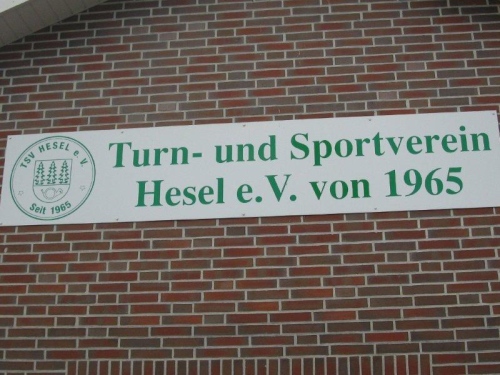 TSV HESEL e. V.
Seit 1965
Turn- und Sportverein
Hesel e.V. von 1965